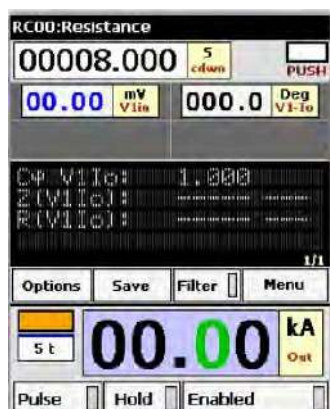 RC00:Resistance
00008.000 s cdwn PUSH
00.00 mV V1in 000.0 Deg V1-Io
Cφ V1Io: 1.000
Z(V1Io): ------- -----
R(V1Io): ------- -----
1/1
Options Save Filter Menu
5 t 00.00 kA Out
Pulse Hold Enabled